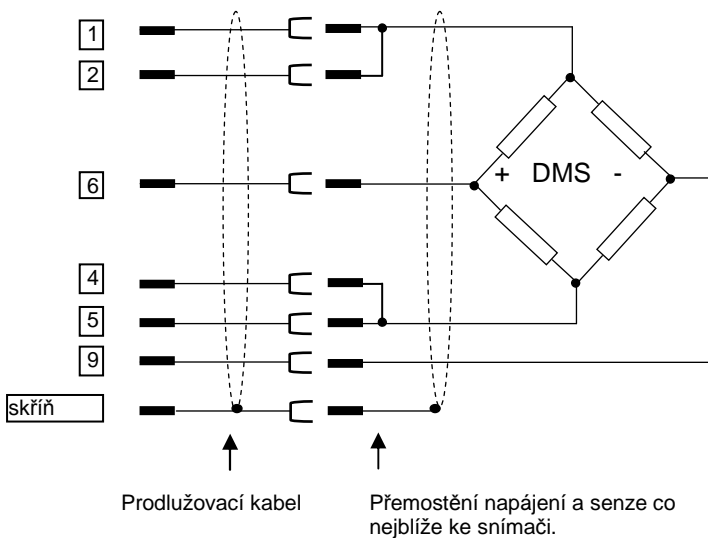 1
2
6
+ DMS -
4
5
9
skříň
Prodlužovací kabel
Přemostění napájení a senze co
nejblíže ke snímači.